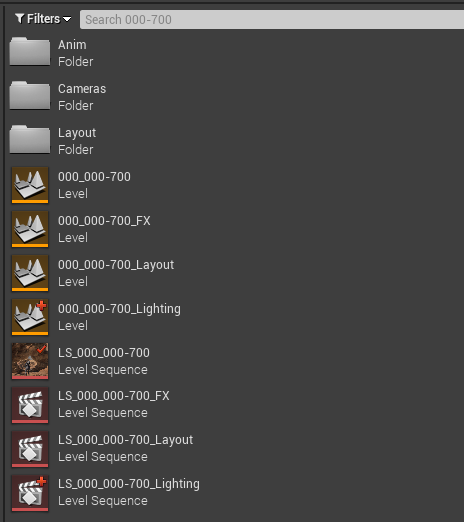 Filters
Search 000-700
Anim
Folder
Cameras
Folder
Layout
Folder
000_000-700
Level
000_000-700_FX
Level
000_000-700_Layout
Level
000_000-700_Lighting
Level
LS_000_000-700
Level Sequence
LS_000_000-700_FX
Level Sequence
LS_000_000-700_Layout
Level Sequence
LS_000_000-700_Lighting
Level Sequence